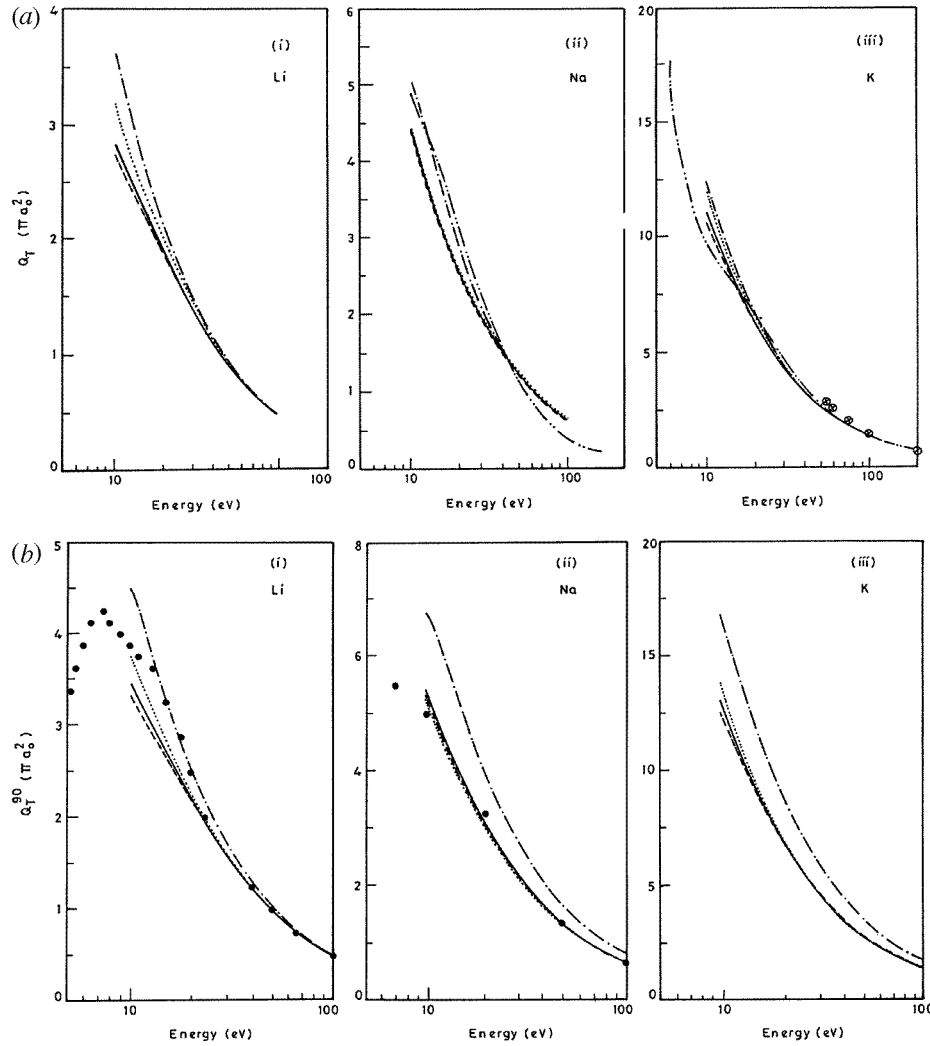 (a)
(i)
Li
4
3
2
1
0
10
100
Energy (eV)
Q_T (πa_0^2)
(ii)
Na
6
5
4
3
2
1
0
10
100
Energy (eV)
(iii)
K
20
15
10
5
0
10
100
Energy (eV)
(b)
(i)
Li
5
4
3
2
1
0
10
100
Energy (eV)
Q_T^90 (πa_0^2)
(ii)
Na
8
6
4
2
0
10
100
Energy (eV)
(iii)
K
20
15
10
5
0
10
100
Energy (eV)